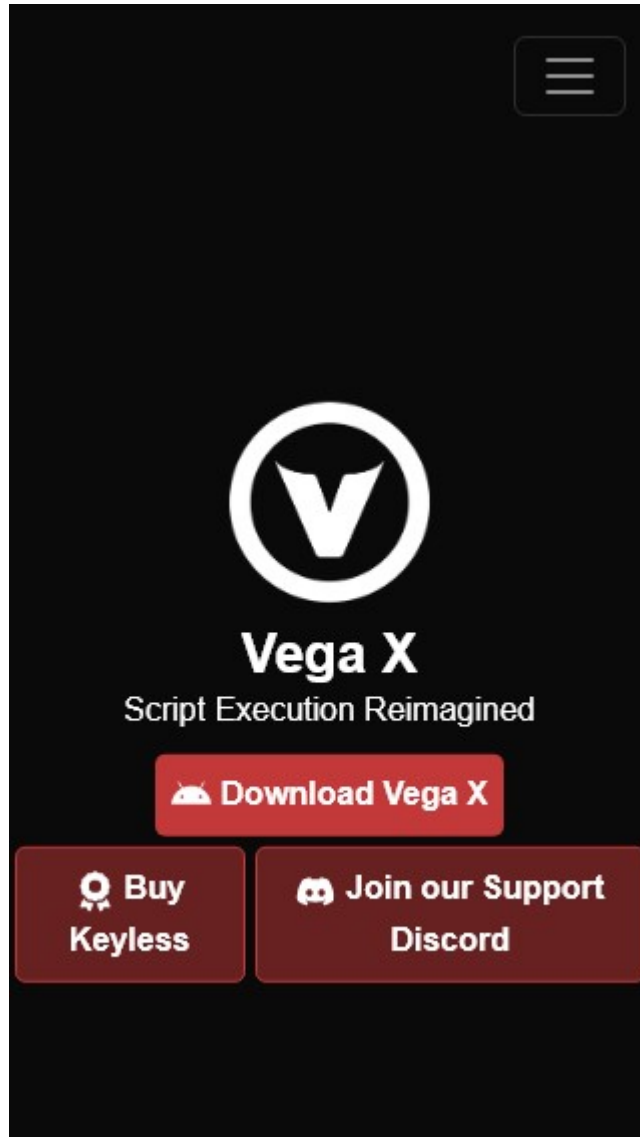 Vega X
Script Execution Reimagined
Download Vega X
Buy
Keyless
Join our Support
Discord